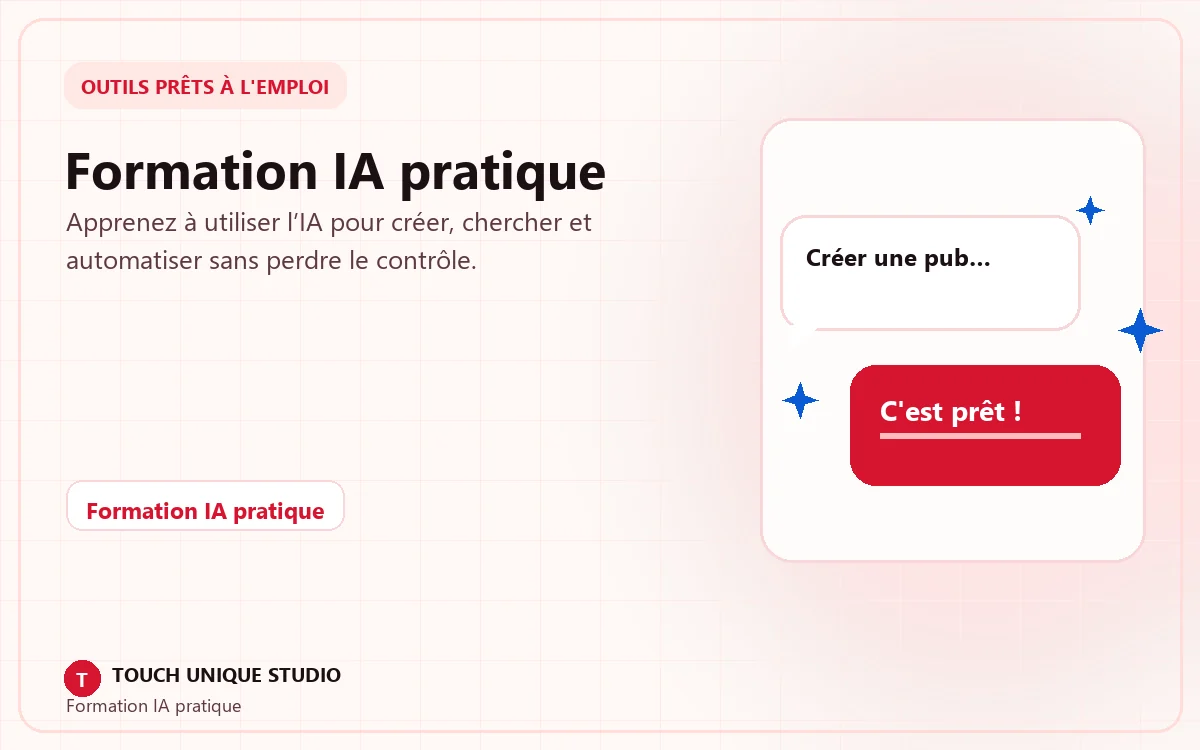 OUTILS PRÊTS À L'EMPLOI
Formation IA pratique
Apprenez à utiliser l’IA pour créer, chercher et
automatiser sans perdre le contrôle.
Créer une pub...
C'est prêt !
Formation IA pratique
T TOUCH UNIQUE STUDIO
Formation IA pratique